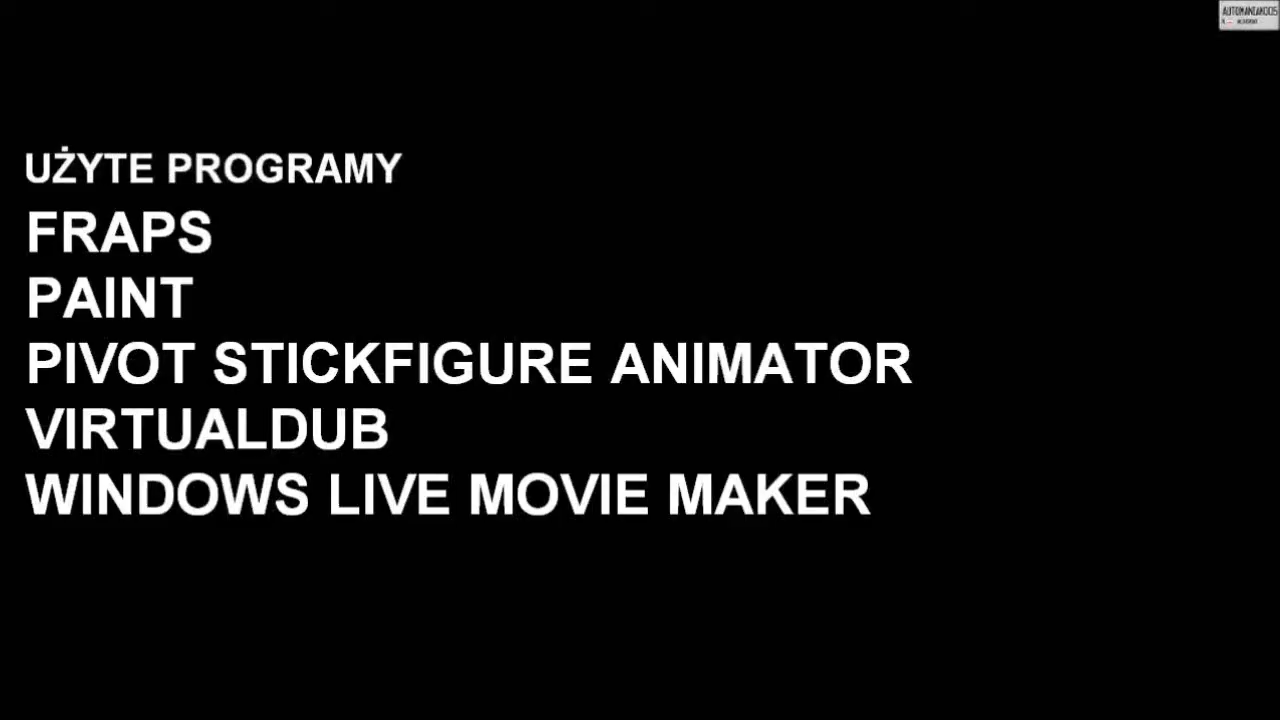 UŻYTE PROGRAMY
FRAPS
PAINT
PIVOT STICKFIGURE ANIMATOR
VIRTUALDUB
WINDOWS LIVE MOVIE MAKER